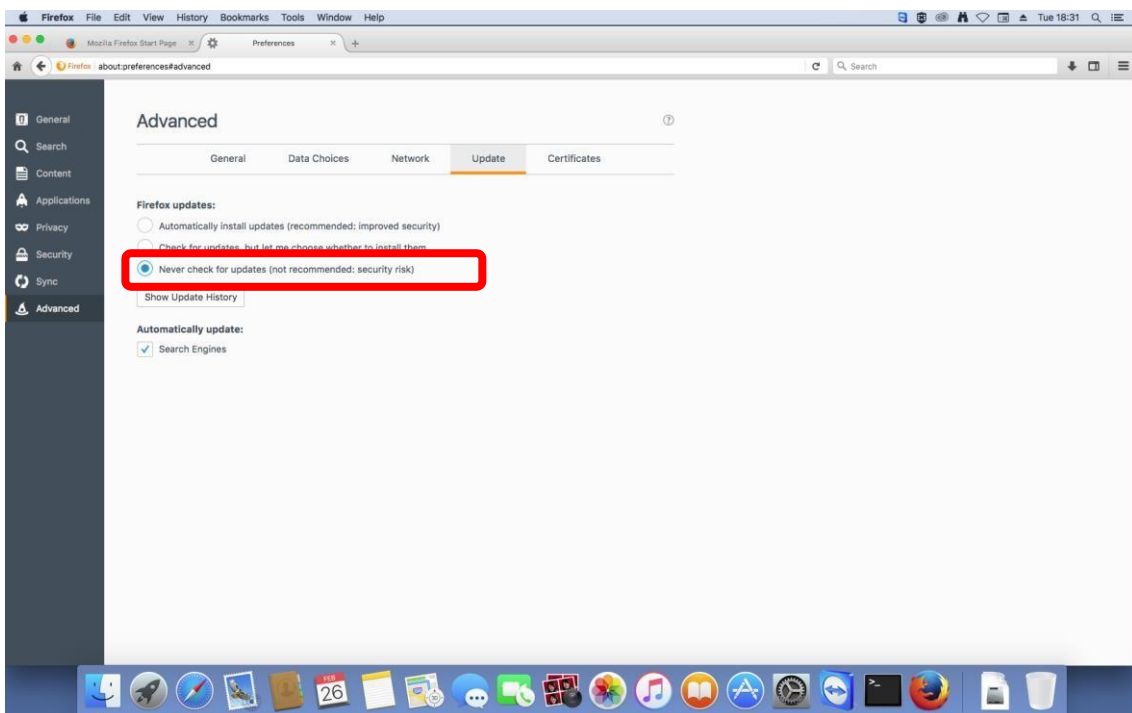 Firefox File Edit View History Bookmarks Tools Window Help Tue 18:31
Mozilla Firefox Start Page × Preferences × +
Firefox about:preferences#advanced Search
General
Search
Content
Applications
Privacy
Security
Sync
Advanced
Advanced ?
General Data Choices Network Update Certificates
Firefox updates:
Automatically install updates (recommended: improved security)
Check for updates, but let me choose whether to install them
Never check for updates (not recommended: security risk)
Show Update History
Automatically update:
Search Engines
FEB
26